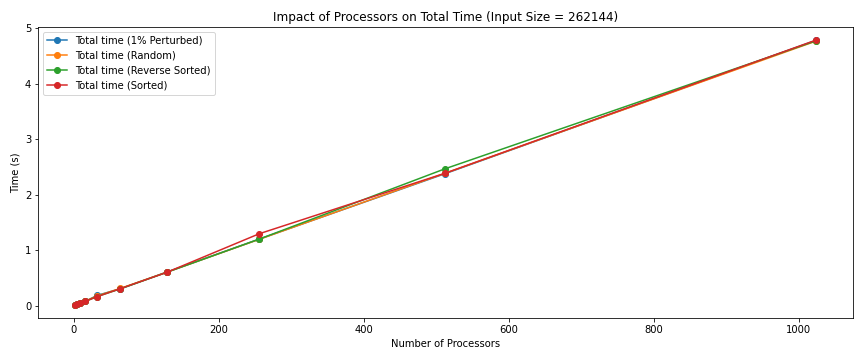 Impact of Processors on Total Time (Input Size = 262144)
Total time (1% Perturbed)
Total time (Random)
Total time (Reverse Sorted)
Total time (Sorted)
Time (s)
5
4
3
2
1
0
0 200 400 600 800 1000
Number of Processors